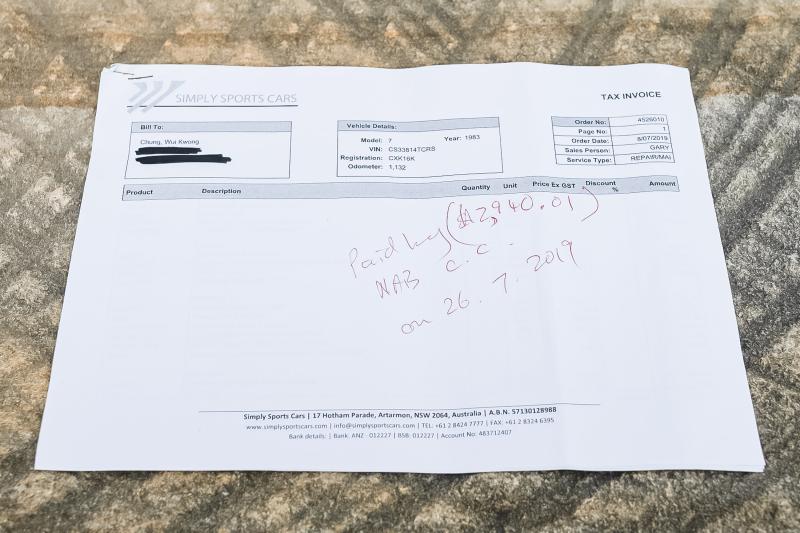 SIMPLY SPORTS CARS
TAX INVOICE
Bill To:
Chung, Wui Kwong
Vehicle Details:
Model: 7 Year: 1983
VIN: CS33814TCRS
Registration: CXK16K
Odometer: 1,132
Order No: 4526010
Page No: 1
Order Date: 8/07/2019
Sales Person: GARY
Service Type: REPAIR/MAI
Product Description Quantity Unit Price Ex GST Discount % Amount
Paid by ($12,940.01)
NAB c.c.
on 26.7.2019
Simply Sports Cars | 17 Hotham Parade, Artarmon, NSW 2064, Australia | A.B.N. 57130128988
www.simplysportscars.com | info@simplysportscars.com | TEL: +61 2 8424 7777 | FAX: +61 2 8324 6395
Bank details: | Bank: ANZ - 012227 | BSB: 012227 | Account No: 483712407